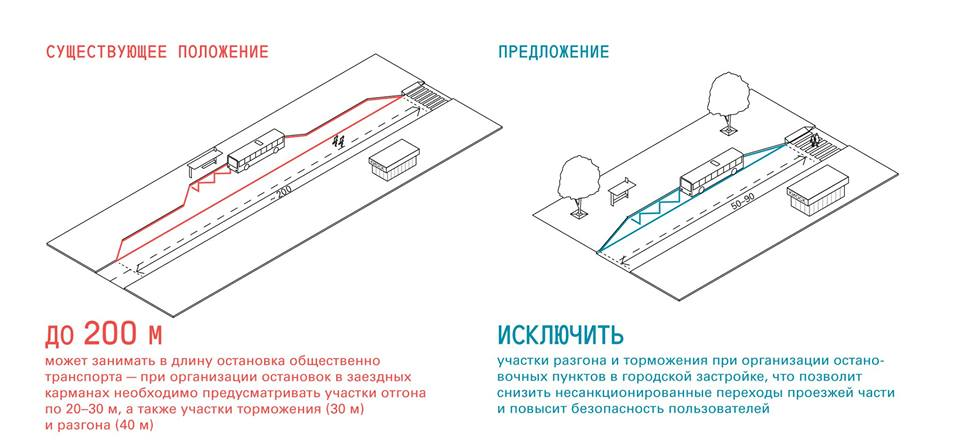 СУЩЕСТВУЮЩЕЕ ПОЛОЖЕНИЕ
200
ДО 200 М
может занимать в длину остановка общественно
транспорта — при организации остановок в заездных
карманах необходимо предусматривать участки отгона
по 20–30 м, а также участки торможения (30 м)
и разгона (40 м)
ПРЕДЛОЖЕНИЕ
50-90
ИСКЛЮЧИТЬ
участки разгона и торможения при организации остано-
вочных пунктов в городской застройке, что позволит
снизить несанкционированные переходы проезжей части
и повысит безопасность пользователей